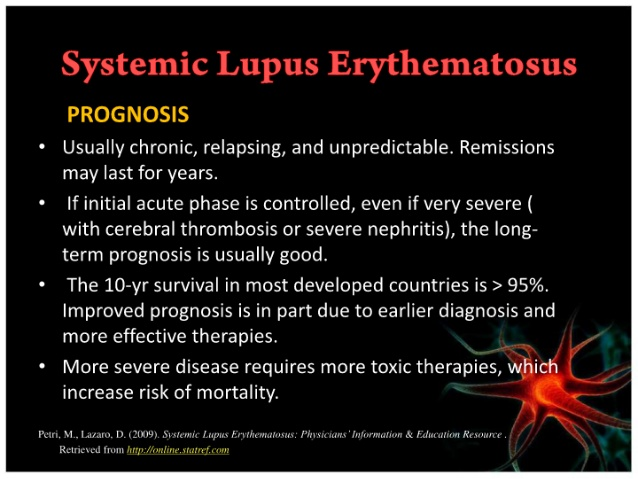 Systemic Lupus Erythematosus
PROGNOSIS
• Usually chronic, relapsing, and unpredictable. Remissions
may last for years.
• If initial acute phase is controlled, even if very severe (
with cerebral thrombosis or severe nephritis), the long-
term prognosis is usually good.
• The 10-yr survival in most developed countries is > 95%.
Improved prognosis is in part due to earlier diagnosis and
more effective therapies.
• More severe disease requires more toxic therapies, which
increase risk of mortality.
Petri, M., Lazaro, D. (2009). Systemic Lupus Erythematosus: Physicians' Information & Education Resource .
Retrieved from http://online.statref.com